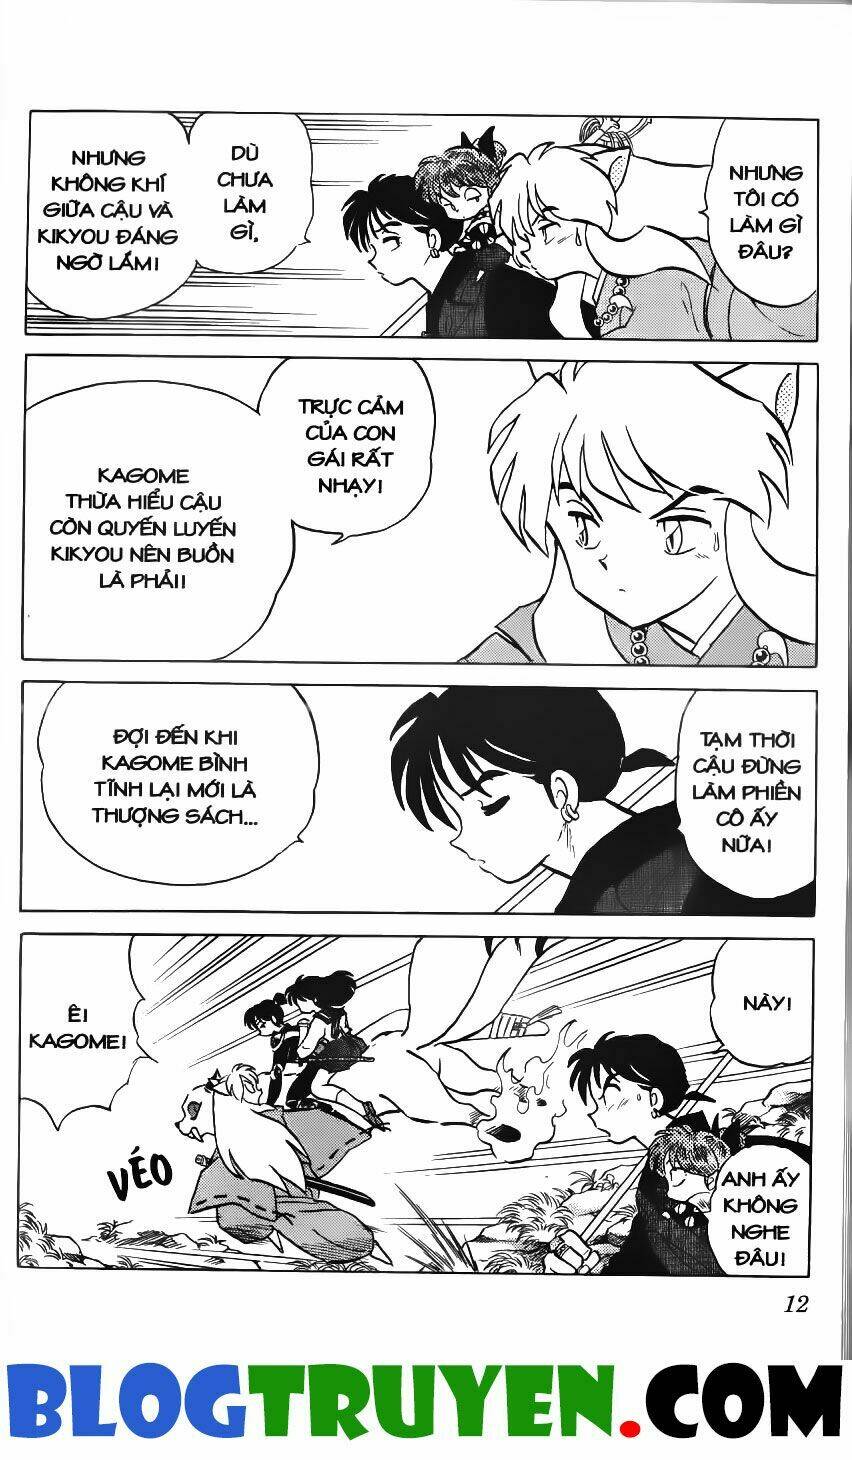 NHƯNG
TÔI CÓ
LÀM GÌ
ĐÂU?
DÙ
CHƯA
LÀM
GÌ,
NHƯNG
KHÔNG KHÍ
GIỮA CẬU VÀ
KIKYOU ĐÁNG
NGỜ LẮM!
TRỰC CẢM
CỦA CON
GÁI RẤT
NHẠY!
KAGOME
THỪA HIỂU CẬU
CÒN QUYẾN LUYẾN
KIKYOU NÊN BUỒN
LÀ PHẢI!
TẠM THỜI
CẬU ĐỪNG
LÀM PHIỀN
CÔ ẤY
NỮA!
ĐỢI ĐẾN KHI
KAGOME BÌNH
TĨNH LẠI MỚI LÀ
THƯỢNG SÁCH...
NÀY!
ÊI
KAGOME!
VÉO
ANH ẤY
KHÔNG
NGHE
ĐÂU!
12
BLOGTRUYEN.COM